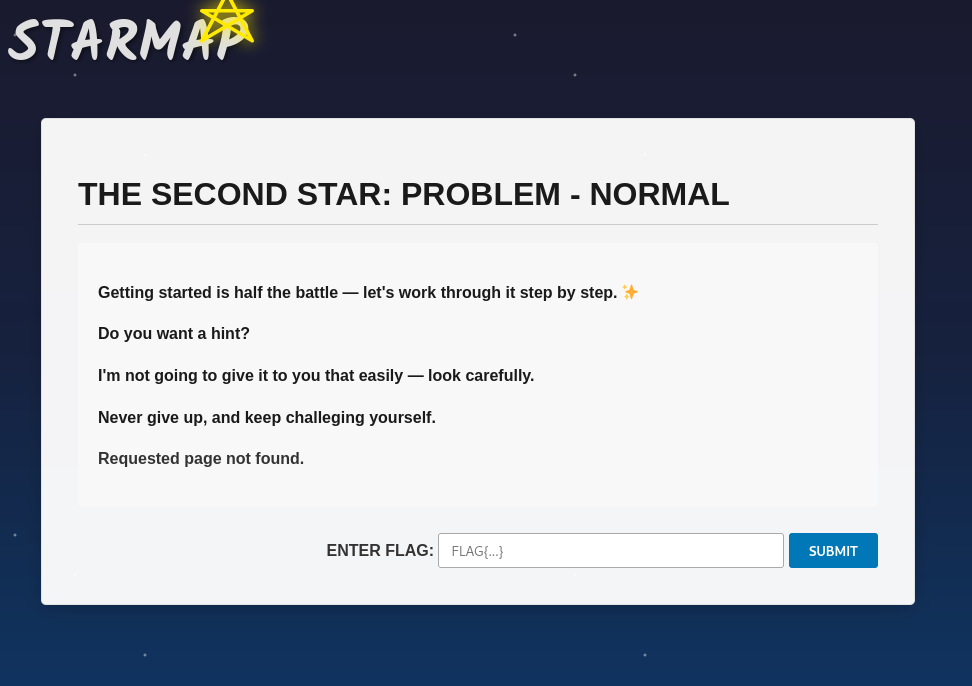 STARMAP
THE SECOND STAR: PROBLEM - NORMAL
Getting started is half the battle — let's work through it step by step. ✨
Do you want a hint?
I'm not going to give it to you that easily — look carefully.
Never give up, and keep challeging yourself.
Requested page not found.
ENTER FLAG: FLAG{...} SUBMIT